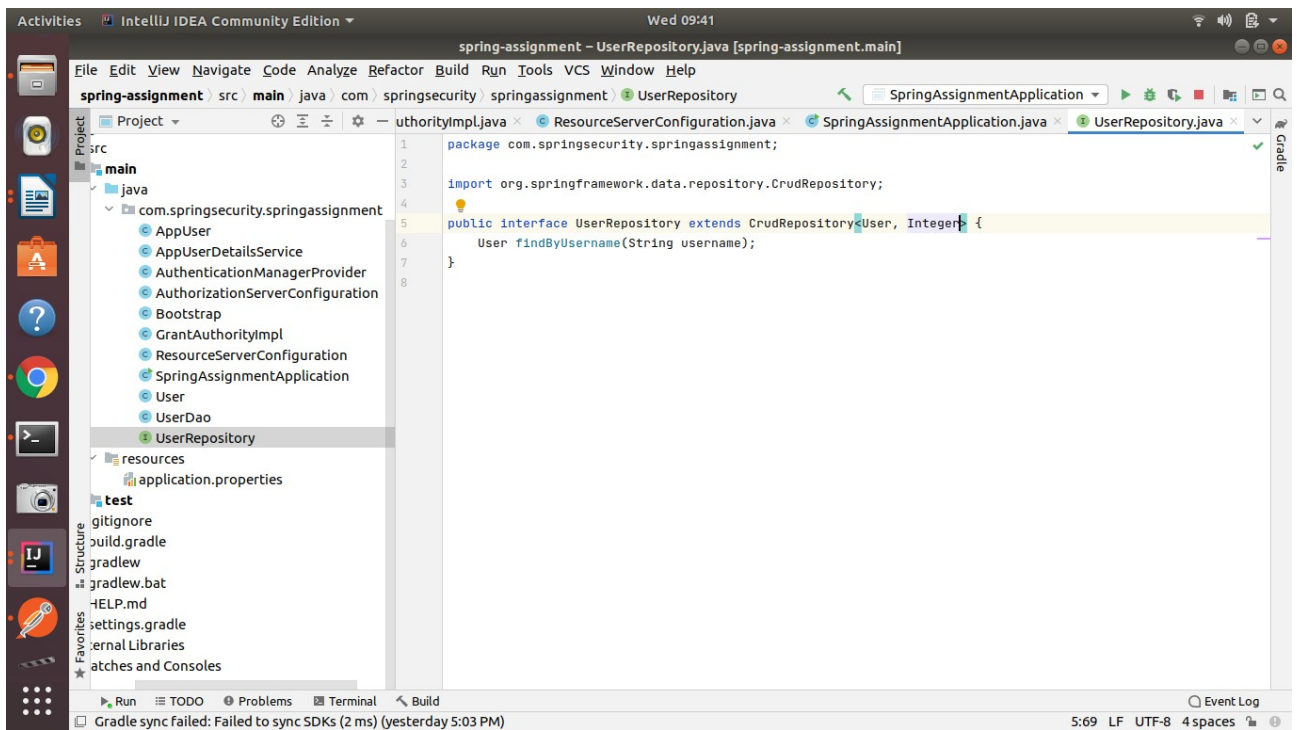 Activities IntelliJ IDEA Community Edition Wed 09:41
spring-assignment – UserRepository.java [spring-assignment.main]
File Edit View Navigate Code Analyze Refactor Build Run Tools VCS Window Help
spring-assignment src main java com springsecurity springassignment UserRepository SpringAssignmentApplication
Project uthorityImpl.java ResourceServerConfiguration.java SpringAssignmentApplication.java UserRepository.java
Project
Structure
Favorites
Gradle
src
main
java
com.springsecurity.springassignment
AppUser
AppUserDetailsService
AuthenticationManagerProvider
AuthorizationServerConfiguration
Bootstrap
GrantAuthorityImpl
ResourceServerConfiguration
SpringAssignmentApplication
User
UserDao
UserRepository
resources
application.properties
test
gitignore
build.gradle
gradlew
gradlew.bat
HELP.md
settings.gradle
ternal Libraries
atches and Consoles
1 package com.springsecurity.springassignment;
2
3 import org.springframework.data.repository.CrudRepository;
4
5 public interface UserRepository extends CrudRepository<User, Integer> {
6 User findByUsername(String username);
7 }
8
Run TODO Problems Terminal Build Event Log
Gradle sync failed: Failed to sync SDKs (2 ms) (yesterday 5:03 PM) 5:69 LF UTF-8 4 spaces